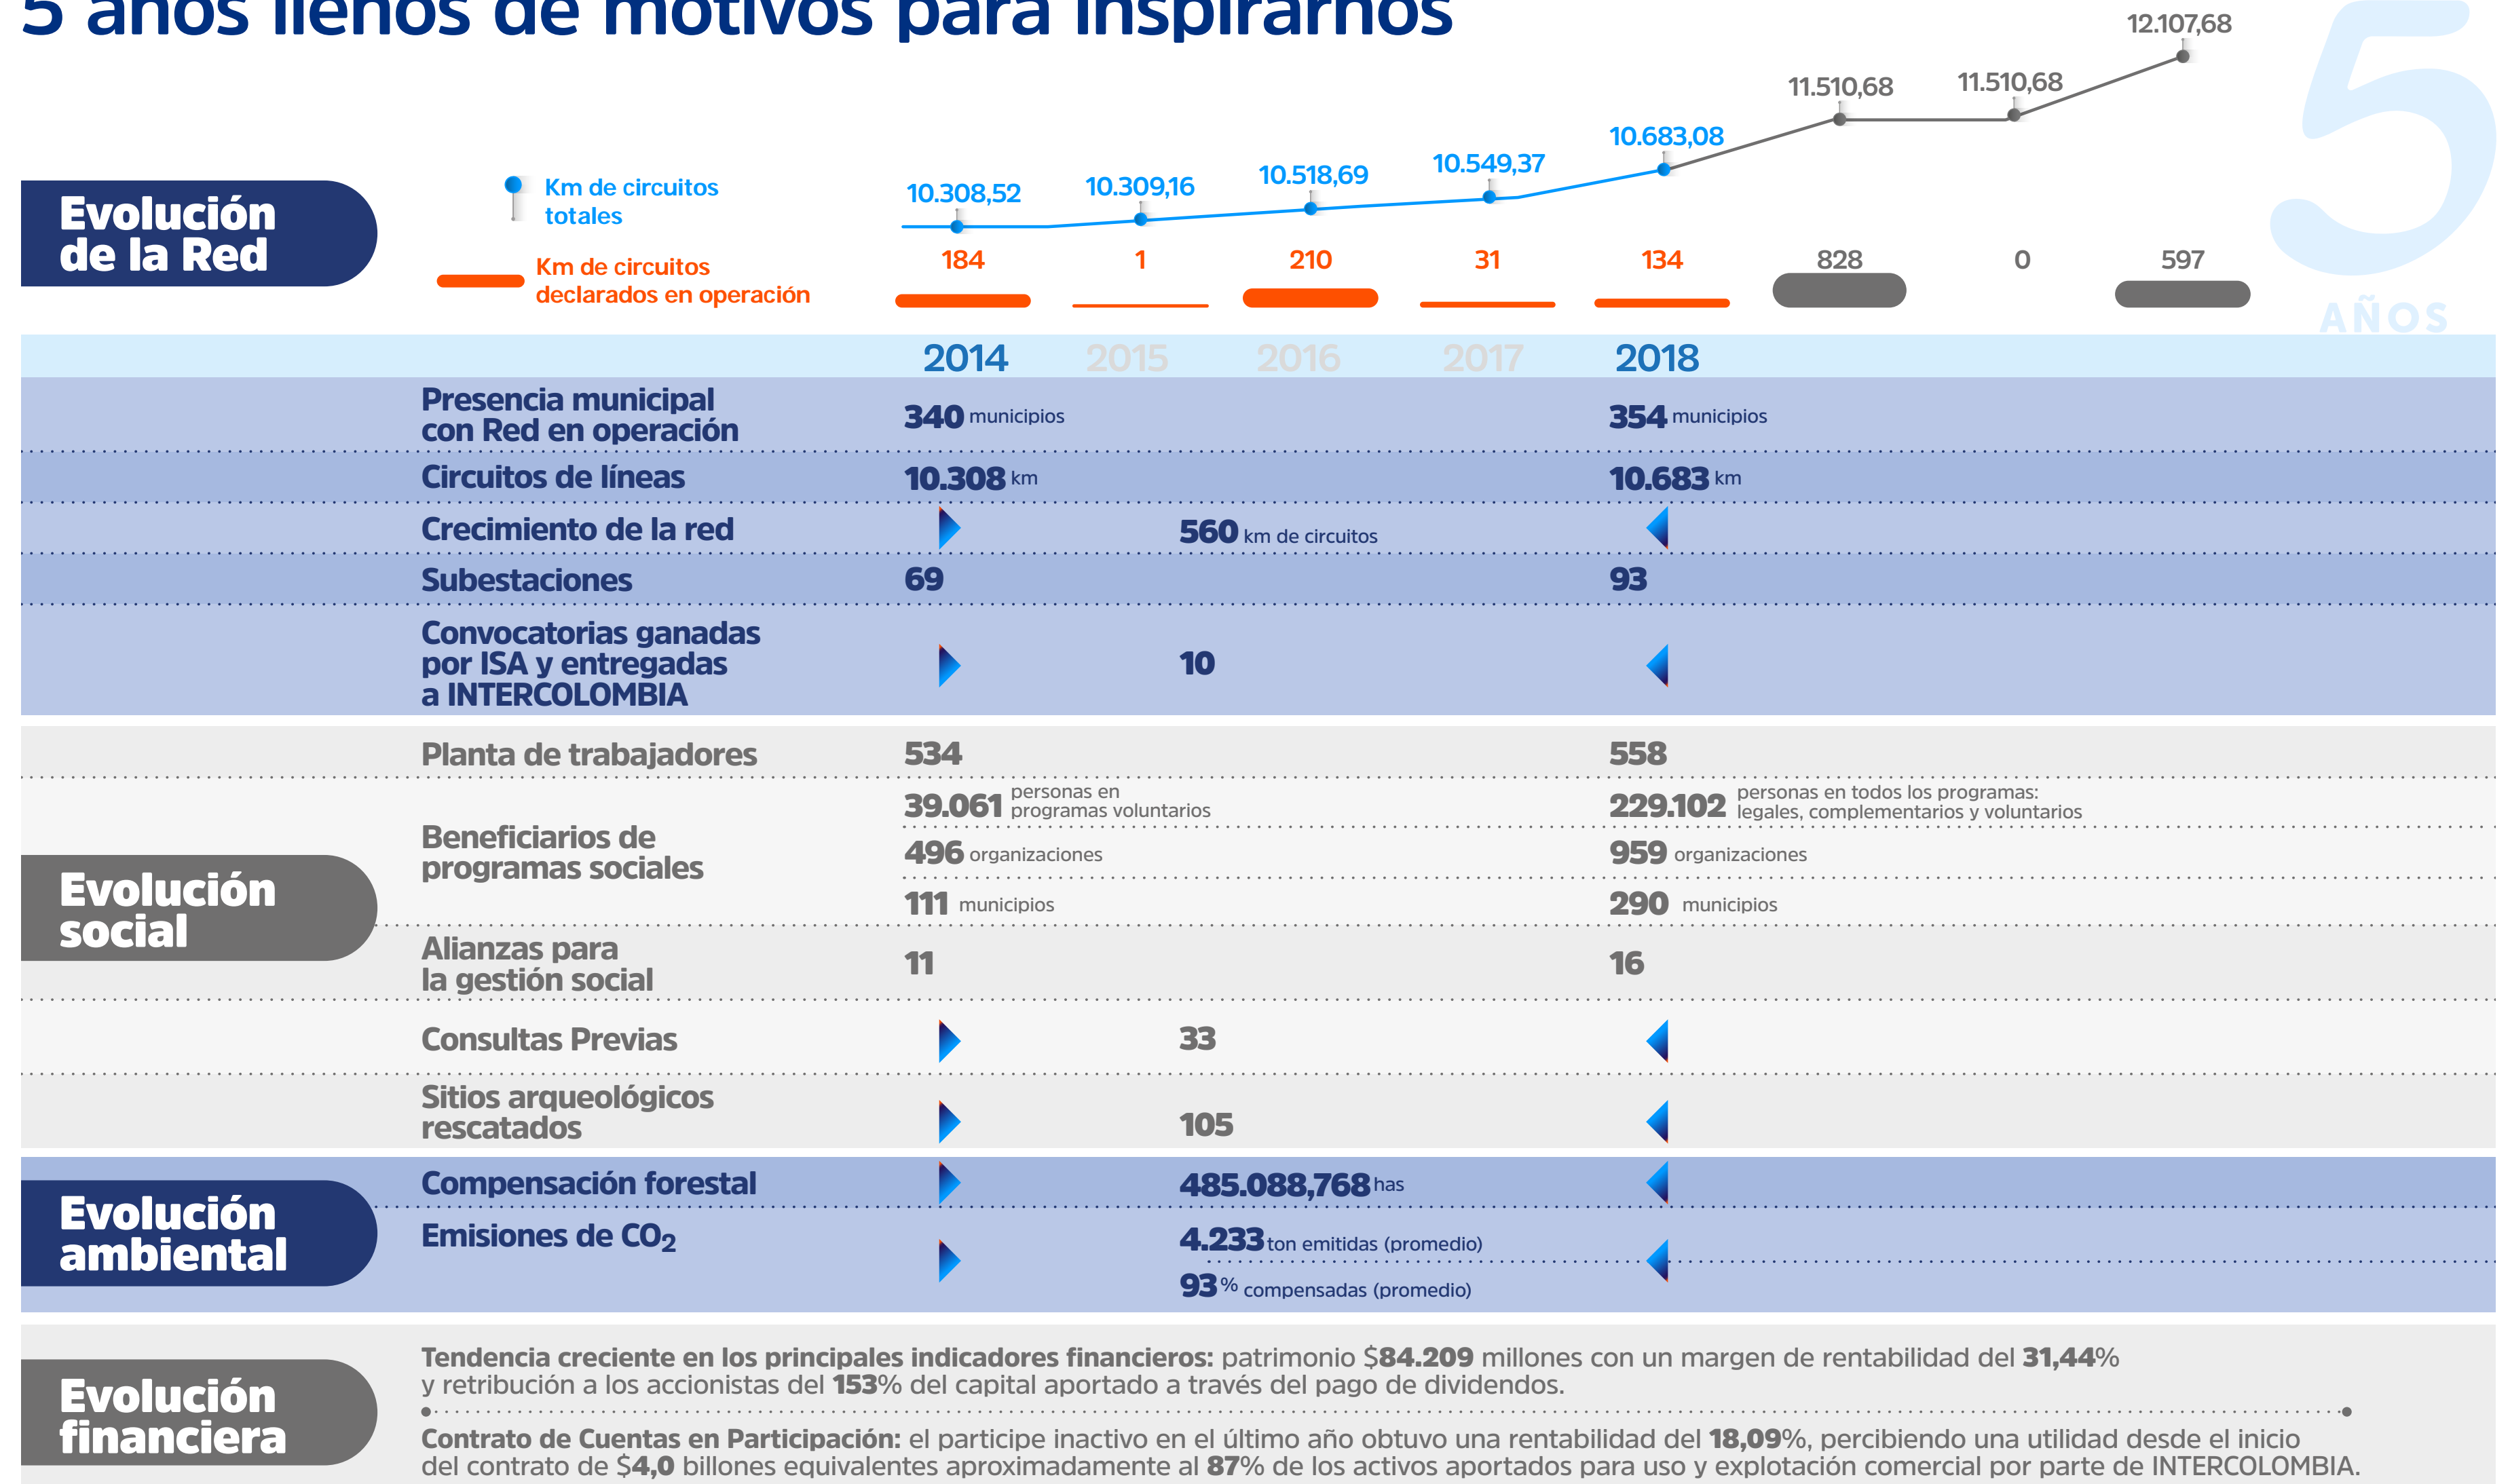 5 años llenos de motivos para inspirarnos
12.107,68
11.510,68
11.510,68
10.683,08
10.549,37
10.518,69
10.309,16
10.308,52
Km de circuitos
totales
Evolución
de la Red
Km de circuitos
declarados en operación
184
1
210
31
134
828
0
597
5
AÑOS
2014
2015
2016
2017
2018
Presencia municipal
con Red en operación
340 municipios
354 municipios
Circuitos de líneas
10.308 km
10.683 km
Crecimiento de la red
560 km de circuitos
Subestaciones
69
93
Convocatorias ganadas
por ISA y entregadas
a INTERCOLOMBIA
10
Evolución
social
Planta de trabajadores
534
558
Beneficiarios de
programas sociales
39.061 personas en
programas voluntarios
229.102 personas en todos los programas:
legales, complementarios y voluntarios
496 organizaciones
959 organizaciones
111 municipios
290 municipios
Alianzas para
la gestión social
11
16
Consultas Previas
33
Sitios arqueológicos
rescatados
105
Evolución
ambiental
Compensación forestal
485.088,768 has
Emisiones de CO2
4.233 ton emitidas (promedio)
93% compensadas (promedio)
Evolución
financiera
Tendencia creciente en los principales indicadores financieros: patrimonio $84.209 millones con un margen de rentabilidad del 31,44%
y retribución a los accionistas del 153% del capital aportado a través del pago de dividendos.
Contrato de Cuentas en Participación: el participe inactivo en el último año obtuvo una rentabilidad del 18,09%, percibiendo una utilidad desde el inicio
del contrato de $4,0 billones equivalentes aproximadamente al 87% de los activos aportados para uso y explotación comercial por parte de INTERCOLOMBIA.